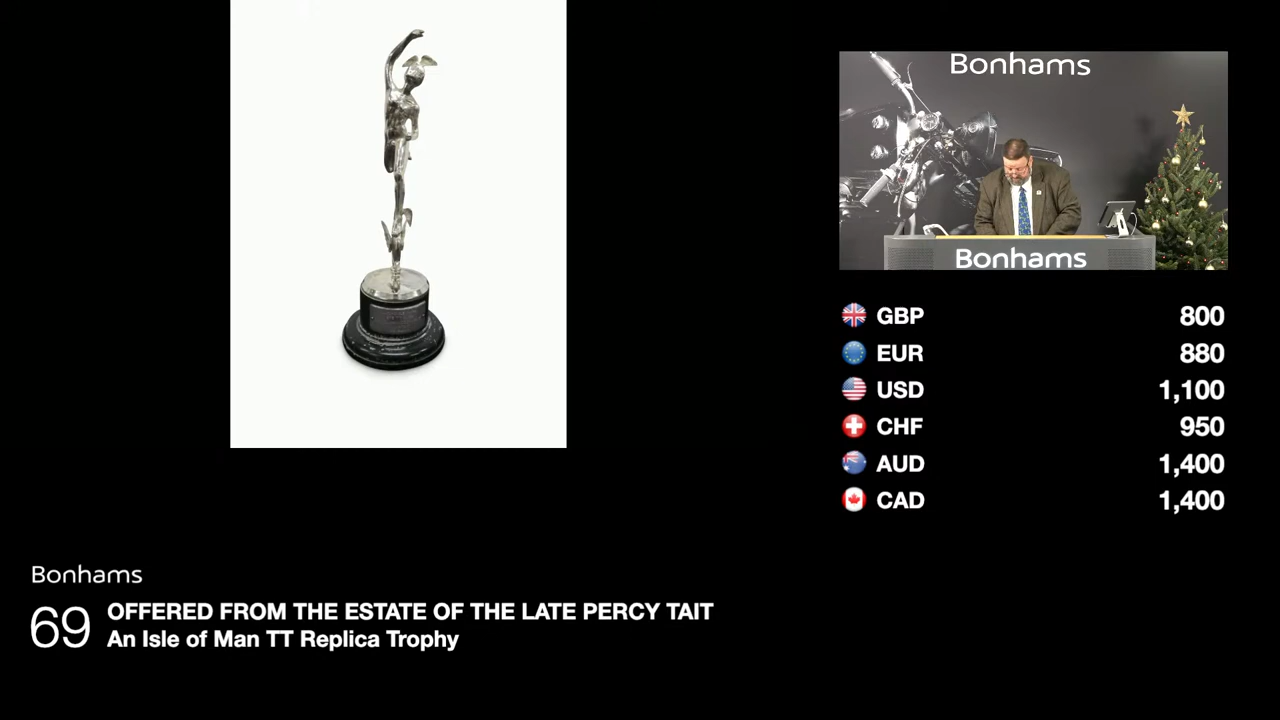 Bonhams
Bonhams
GBP 800
EUR 880
USD 1,100
CHF 950
AUD 1,400
CAD 1,400
Bonhams
69 OFFERED FROM THE ESTATE OF THE LATE PERCY TAIT
An Isle of Man TT Replica Trophy